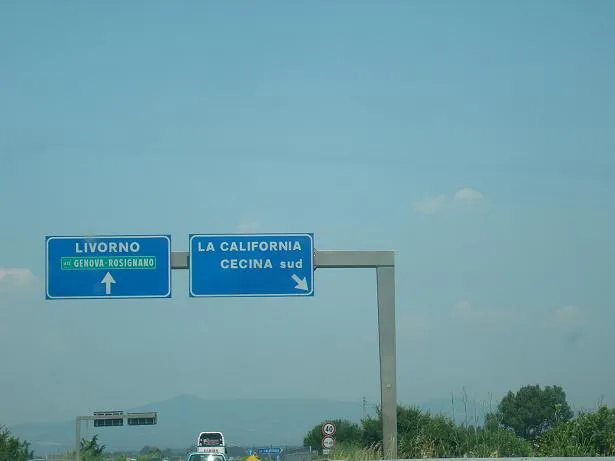 LIVORNO
A12 GENOVA-ROSIGNANO
LA CALIFORNIA
CECINA sud
40